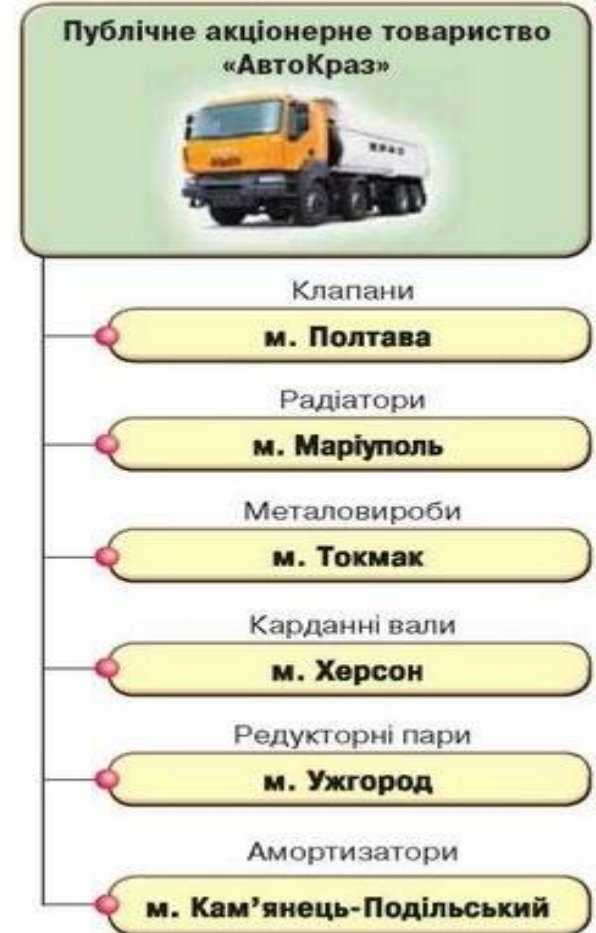 Публічне акціонерне товариство
«АвтоКраз»
Клапани
м. Полтава
Радіатори
м. Маріуполь
Металовироби
м. Токмак
Карданні вали
м. Херсон
Редукторні пари
м. Ужгород
Амортизатори
м. Кам'янець-Подільський